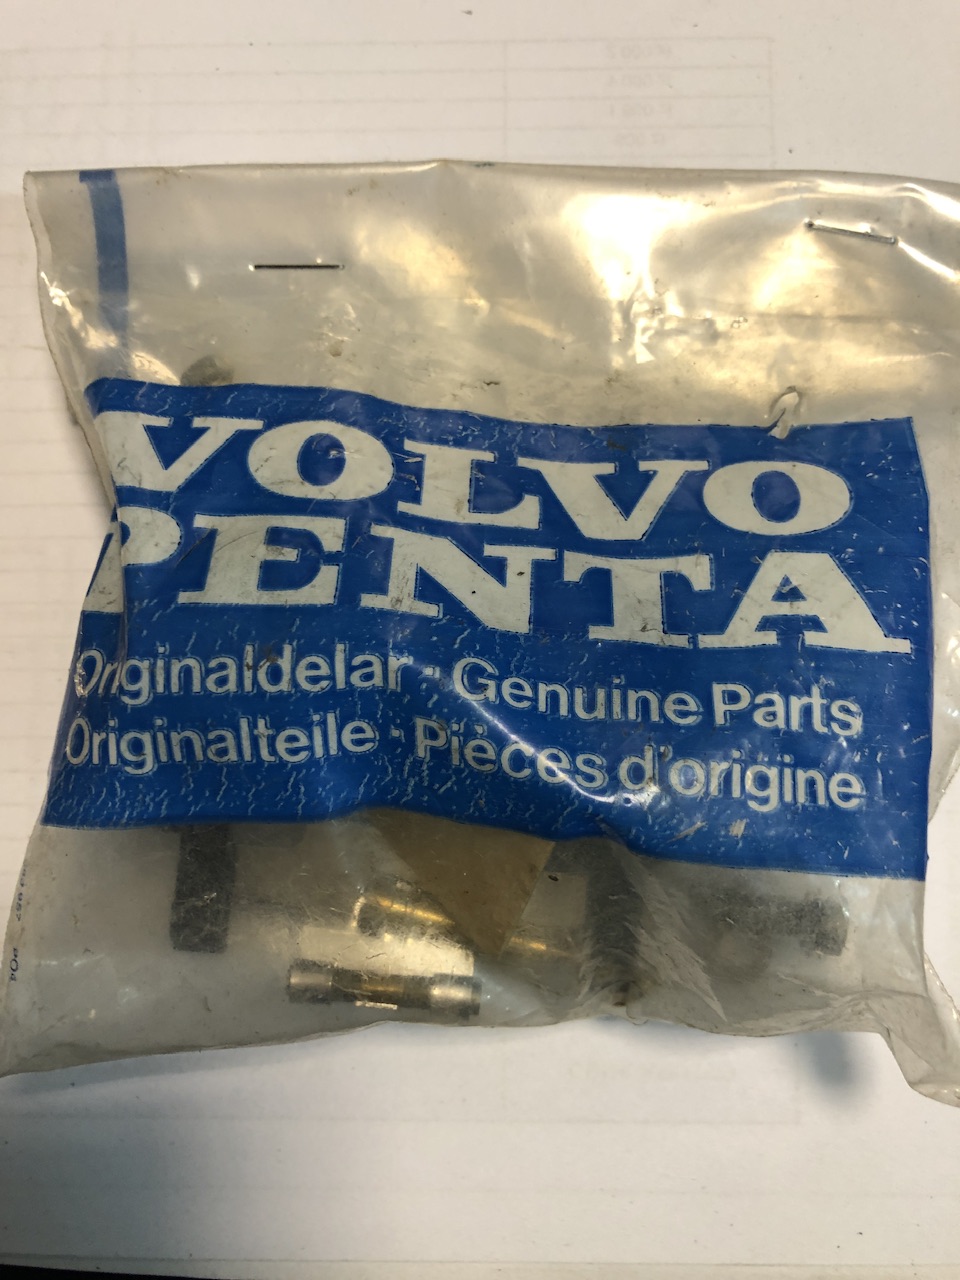 VOLVO
PENTA
Originaldelar · Genuine Parts
Originalteile · Pièces d'origine